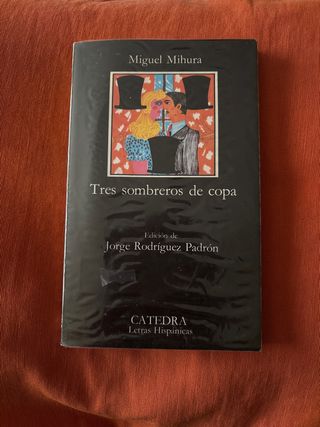 Miguel Mihura
Tres sombreros de copa
Edición de
Jorge Rodríguez Padrón
CATEDRA
Letras Hispánicas